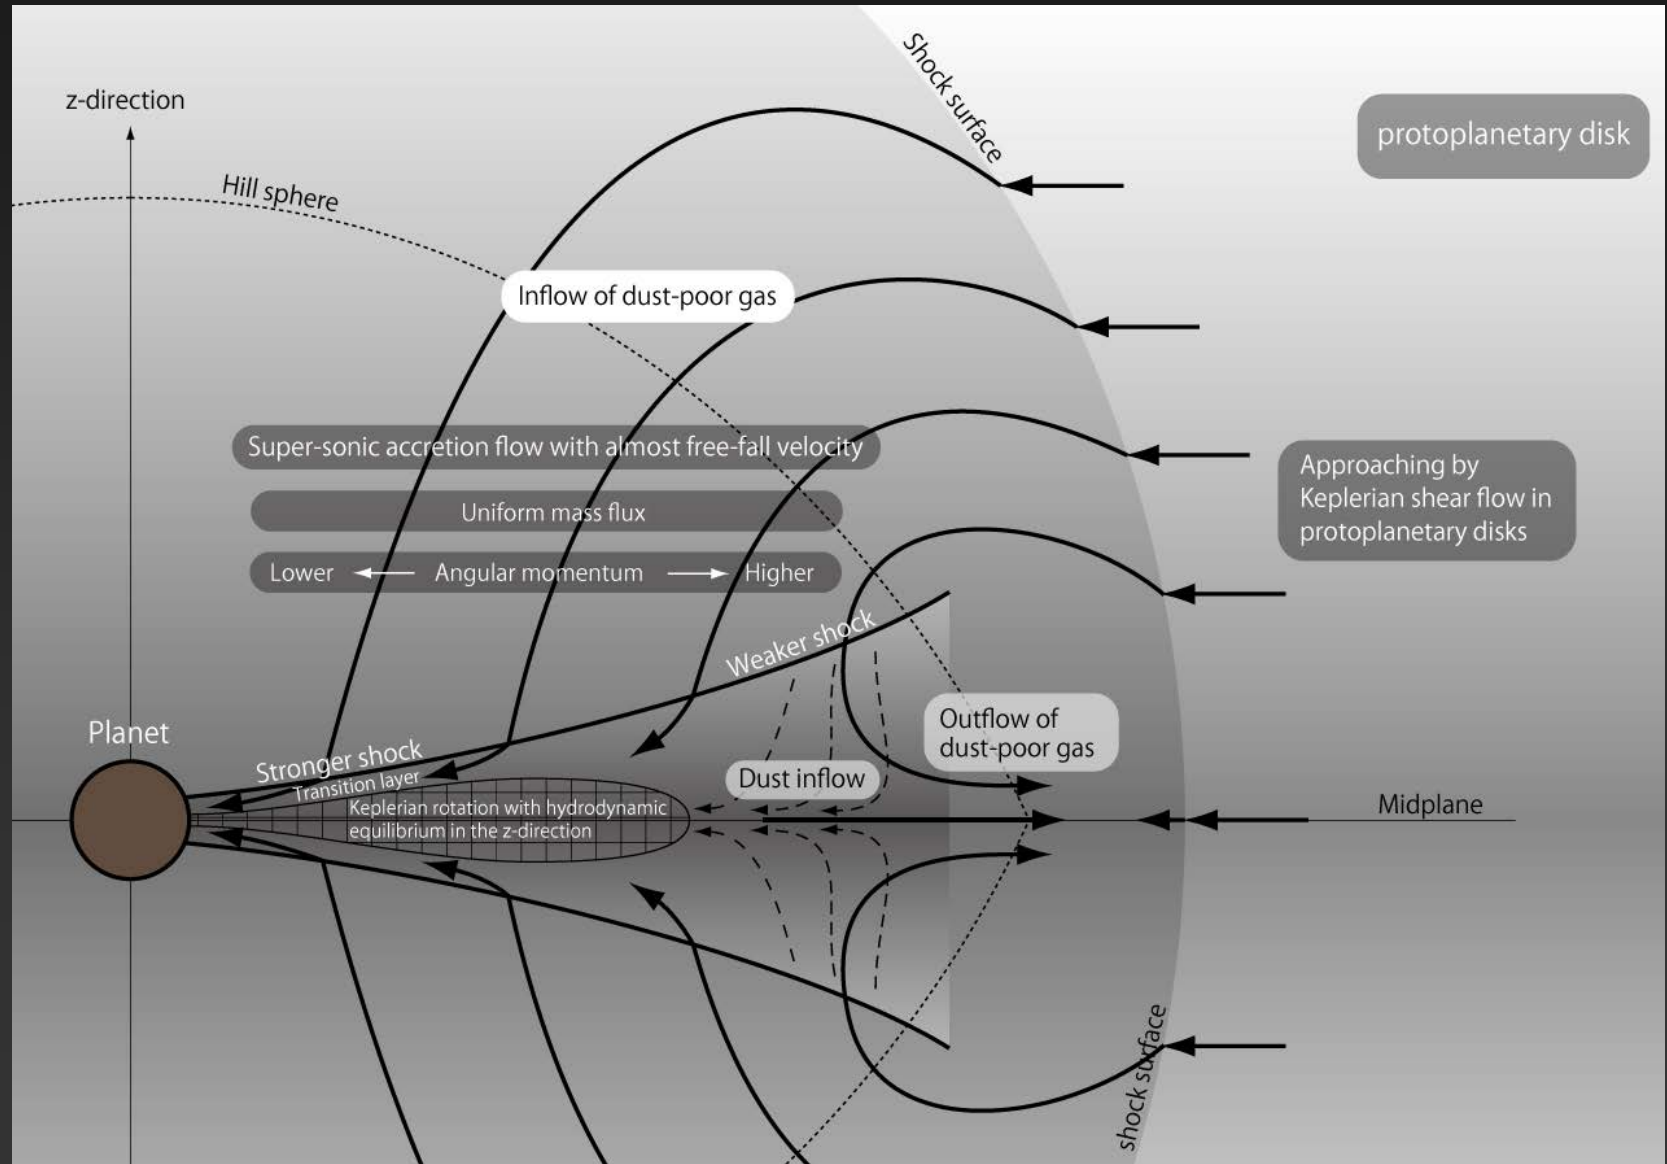 Shock surface
z-direction
protoplanetary disk
Hill sphere
Inflow of dust-poor gas
Super-sonic accretion flow with almost free-fall velocity
Approaching by
Keplerian shear flow in
protoplanetary disks
Uniform mass flux
Lower Angular momentum Higher
Weaker shock
Planet
Outflow of
dust-poor gas
Stronger shock
Transition layer
Dust inflow
Keplerian rotation with hydrodynamic
equilibrium in the z-direction
Midplane
shock surface